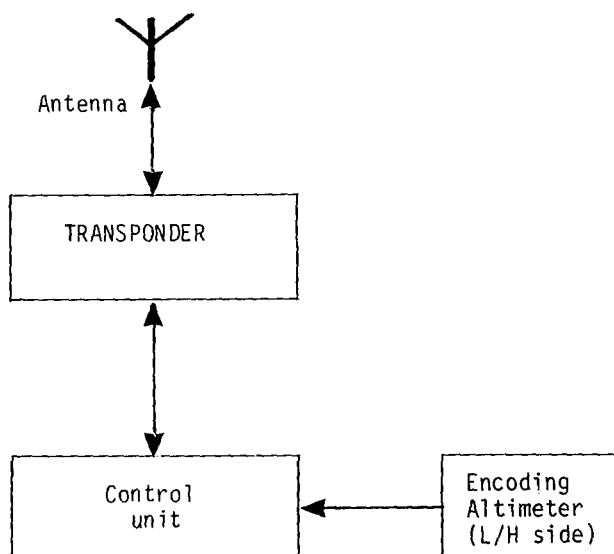 Antenna
TRANSPONDER
Control
unit
Encoding
Altimeter
(L/H side)